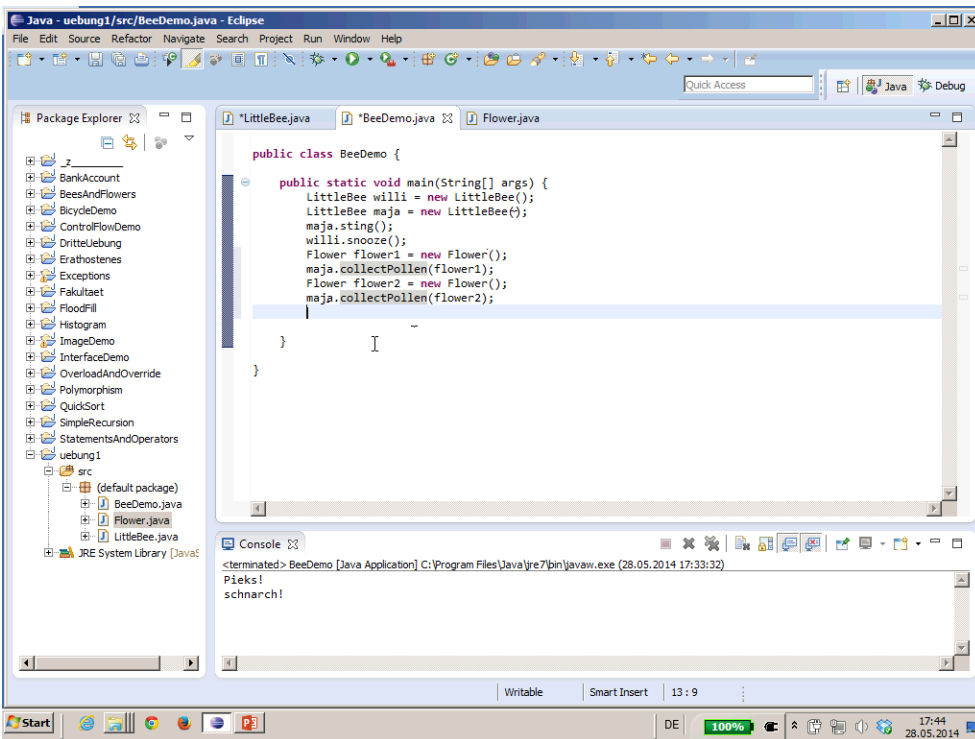 Java - uebung1/src/BeeDemo.java - Eclipse
File Edit Source Refactor Navigate Search Project Run Window Help
Quick Access
Java
Debug
Package Explorer
_z________
BankAccount
BeesAndFlowers
BicycleDemo
ControlFlowDemo
DritteUebung
Erathostenes
Exceptions
Fakultaet
FloodFill
Histogram
ImageDemo
InterfaceDemo
OverloadAndOverride
Polymorphism
QuickSort
SimpleRecursion
StatementsAndOperators
uebung1
src
(default package)
BeeDemo.java
Flower.java
LittleBee.java
JRE System Library [JavaS
*LittleBee.java
*BeeDemo.java
Flower.java
public class BeeDemo {
public static void main(String[] args) {
LittleBee willi = new LittleBee();
LittleBee maja = new LittleBee();
maja.sting();
willi.snooze();
Flower flower1 = new Flower();
maja.collectPollen(flower1);
Flower flower2 = new Flower();
maja.collectPollen(flower2);
}
}
Console
<terminated> BeeDemo [Java Application] C:\Program Files\Java\jre7\bin\javaw.exe (28.05.2014 17:33:32)
Pieks!
schnarch!
Writable
Smart Insert
13 : 9
Start
DE
100%
17:44
28.05.2014